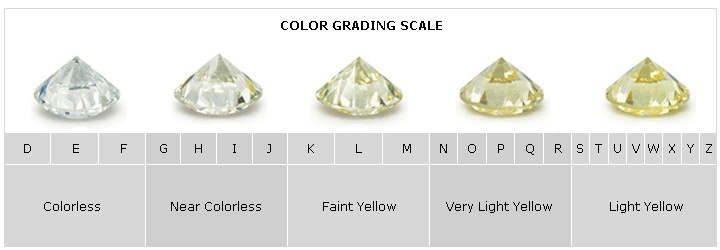 COLOR GRADING SCALE
D E F G H I J K L M N O P Q R S T U V W X Y Z
Colorless Near Colorless Faint Yellow Very Light Yellow Light Yellow